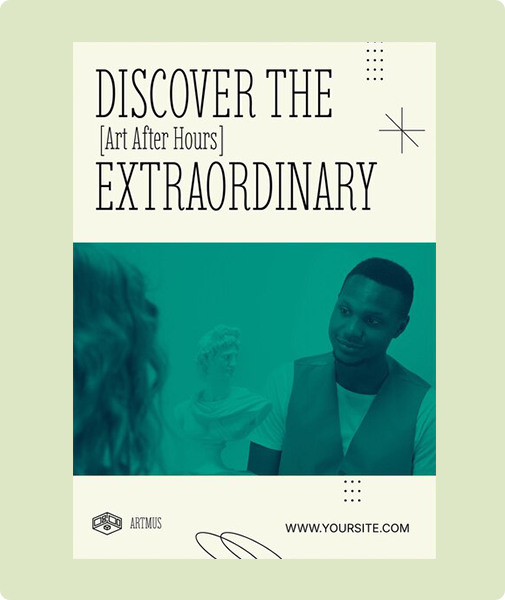 DISCOVER THE
[Art After Hours]
EXTRAORDINARY
ARTMUS
WWW.YOURSITE.COM